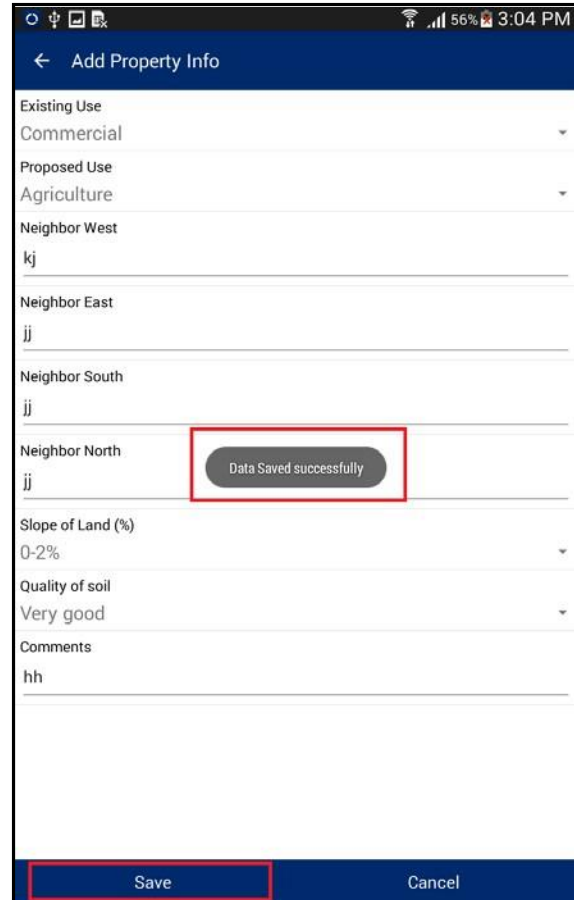 56% 3:04 PM
Add Property Info
Existing Use
Commercial
Proposed Use
Agriculture
Neighbor West
kj
Neighbor East
jj
Neighbor South
jj
Neighbor North
jj
Data Saved successfully
Slope of Land (%)
0-2%
Quality of soil
Very good
Comments
hh
Save
Cancel